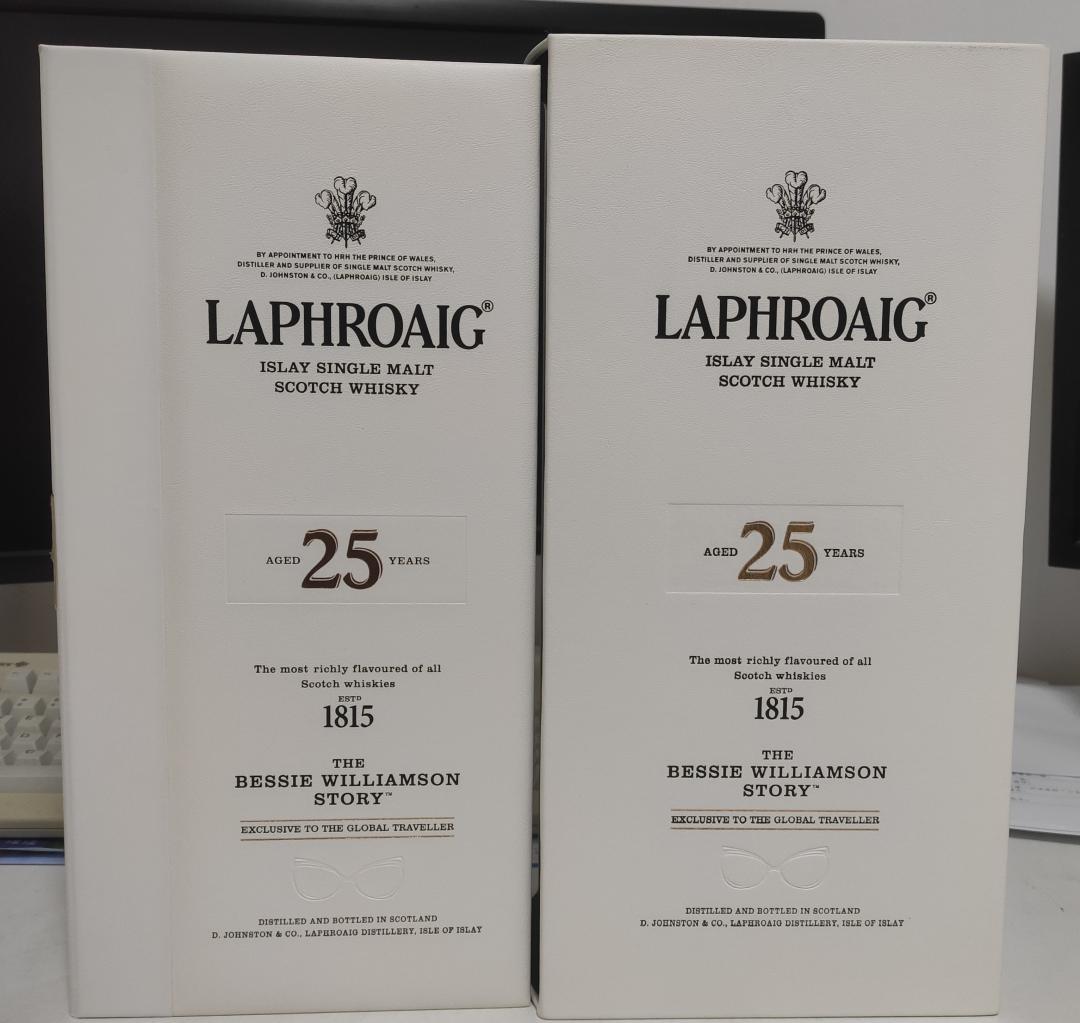 BY APPOINTMENT TO HRH THE PRINCE OF WALES,
DISTILLER AND SUPPLIER OF SINGLE MALT SCOTCH WHISKY,
D. JOHNSTON & CO., (LAPHROAIG) ISLE OF ISLAY
LAPHROAIG®
ISLAY SINGLE MALT
SCOTCH WHISKY
AGED 25 YEARS
The most richly flavoured of all
Scotch whiskies
ESTD
1815
THE
BESSIE WILLIAMSON
STORY™
EXCLUSIVE TO THE GLOBAL TRAVELLER
DISTILLED AND BOTTLED IN SCOTLAND
D. JOHNSTON & CO., LAPHROAIG DISTILLERY, ISLE OF ISLAY
BY APPOINTMENT TO HRH THE PRINCE OF WALES,
DISTILLER AND SUPPLIER OF SINGLE MALT SCOTCH WHISKY,
D. JOHNSTON & CO., (LAPHROAIG) ISLE OF ISLAY
LAPHROAIG®
ISLAY SINGLE MALT
SCOTCH WHISKY
AGED 25 YEARS
The most richly flavoured of all
Scotch whiskies
ESTD
1815
THE
BESSIE WILLIAMSON
STORY™
EXCLUSIVE TO THE GLOBAL TRAVELLER
DISTILLED AND BOTTLED IN SCOTLAND
D. JOHNSTON & CO., LAPHROAIG DISTILLERY, ISLE OF ISLAY